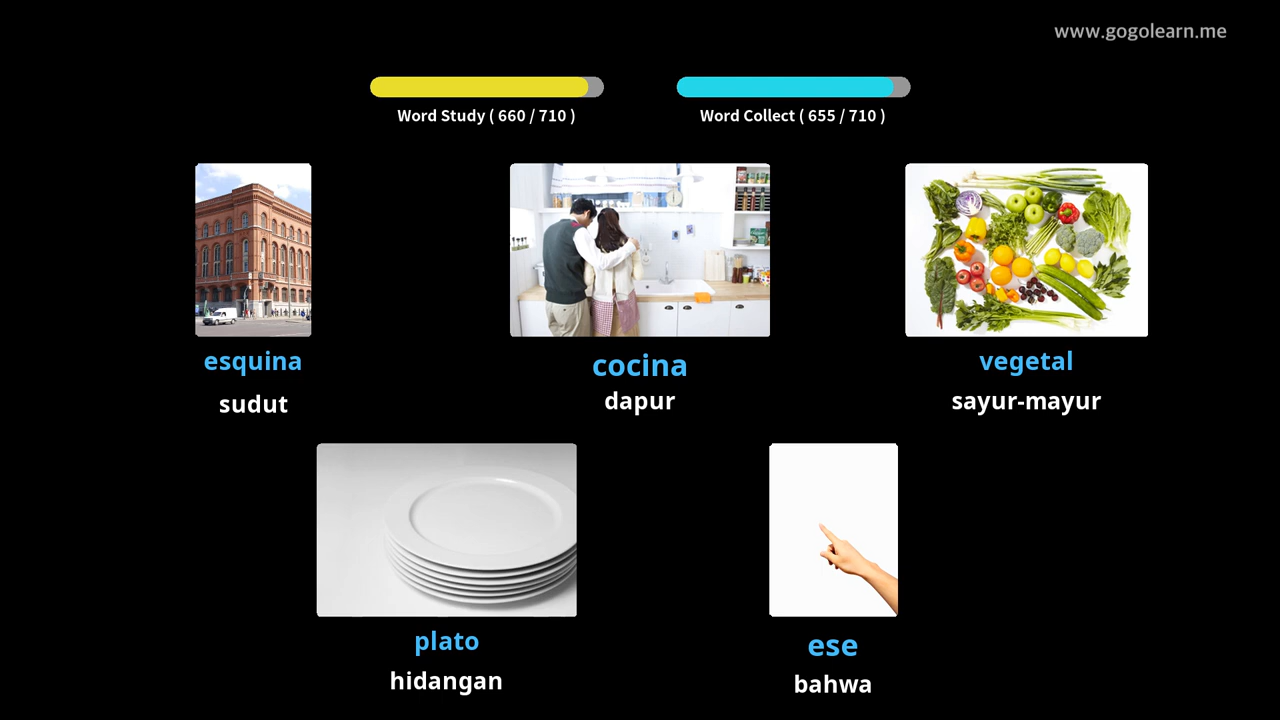 www.gogolearn.me
Word Study ( 660 / 710 )
Word Collect ( 655 / 710 )
esquina
sudut
cocina
dapur
vegetal
sayur-mayur
plato
hidangan
ese
bahwa